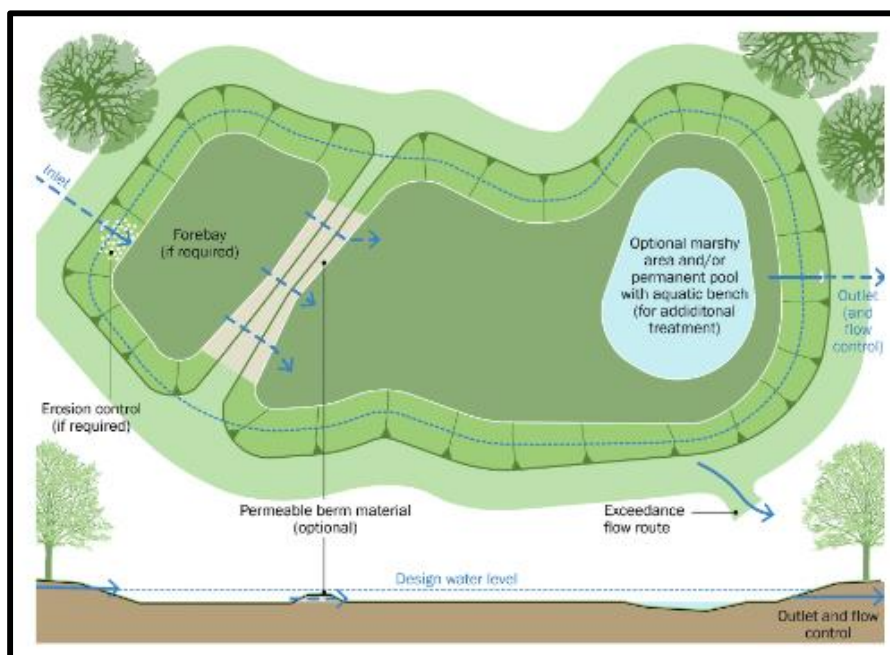 Inlet
Forebay
(if required)
Optional marshy
area and/or
permanent pool
with aquatic bench
(for addiditonal
treatment)
Outlet
(and
flow
control)
Erosion control
(if required)
Permeable berm material
(optional)
Exceedance
flow route
Design water level
Outlet and flow
control